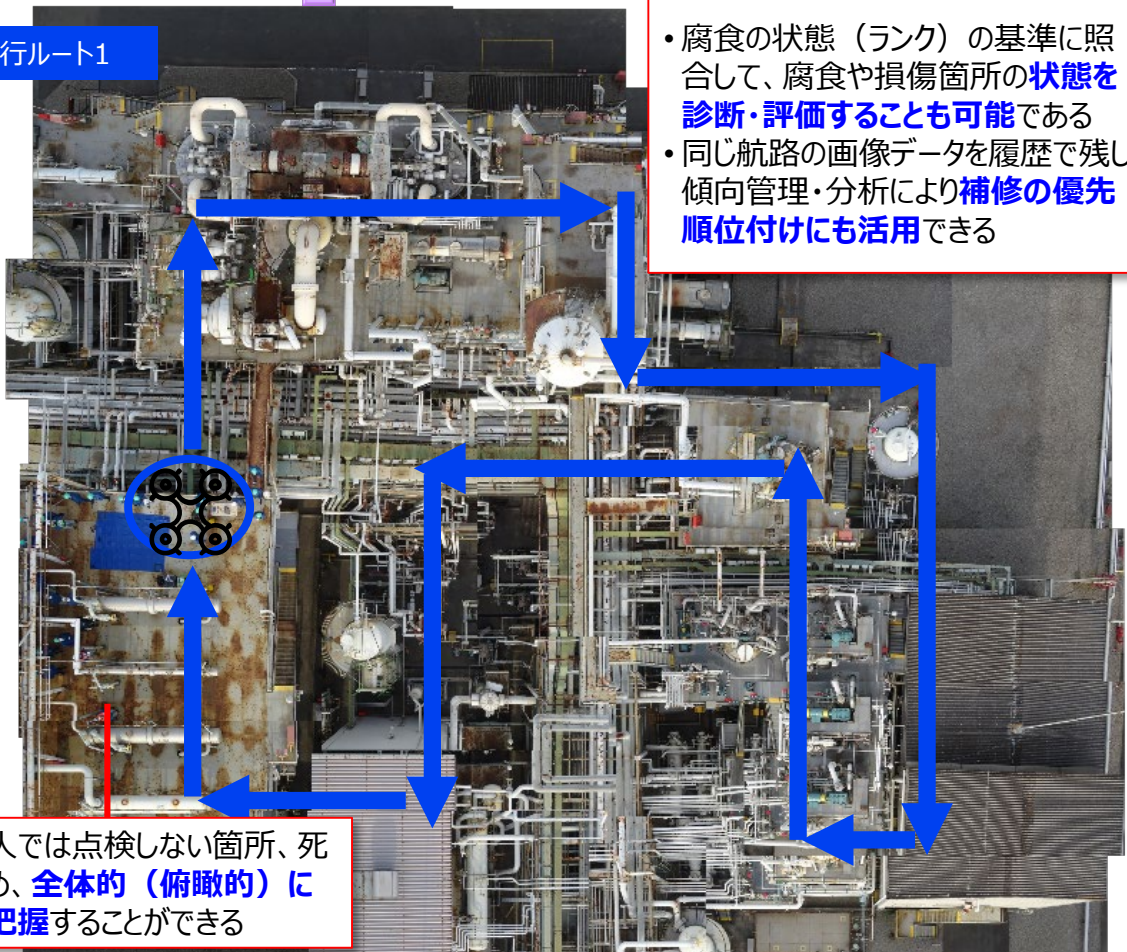 行ルート1
• 腐食の状態（ランク）の基準に照
合して、腐食や損傷箇所の状態を
診断・評価することも可能である
• 同じ航路の画像データを履歴で残し
傾向管理・分析により補修の優先
順位付けにも活用できる
人では点検しない箇所、死
め、全体的（俯瞰的）に
把握することができる